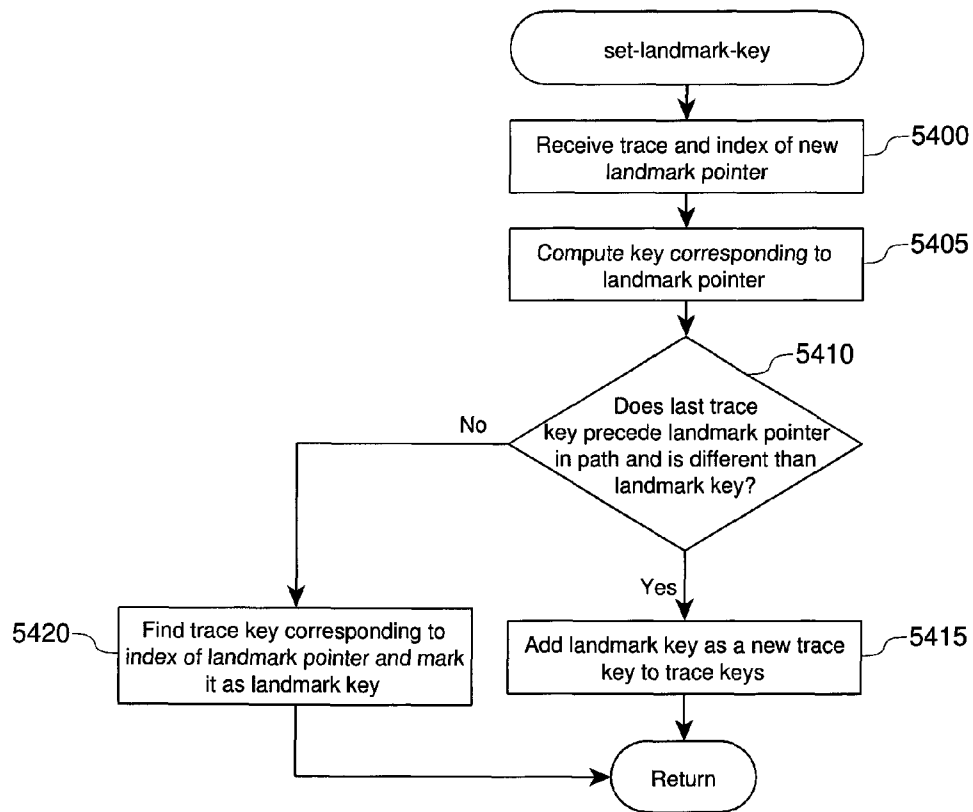 set-landmark-key
Receive trace and index of new
landmark pointer
5400
Compute key corresponding to
landmark pointer
5405
5410
Does last trace
key precede landmark pointer
in path and is different than
landmark key?
No
Yes
5420
Find trace key corresponding to
index of landmark pointer and mark
it as landmark key
Add landmark key as a new trace
key to trace keys
5415
Return